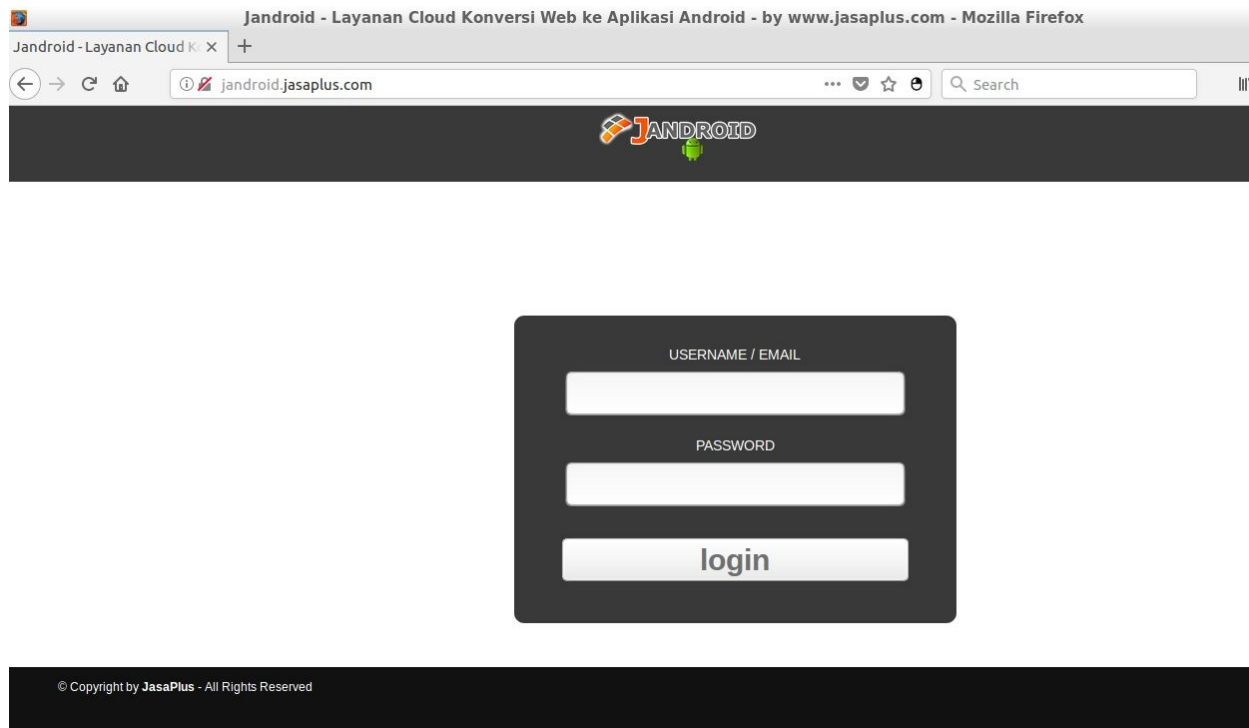 Jandroid - Layanan Cloud Konversi Web ke Aplikasi Android - by www.jasaplus.com - Mozilla Firefox
Jandroid - Layanan Cloud K
jandroid.jasaplus.com
Search
JANDROID
USERNAME / EMAIL
PASSWORD
login
© Copyright by JasaPlus - All Rights Reserved